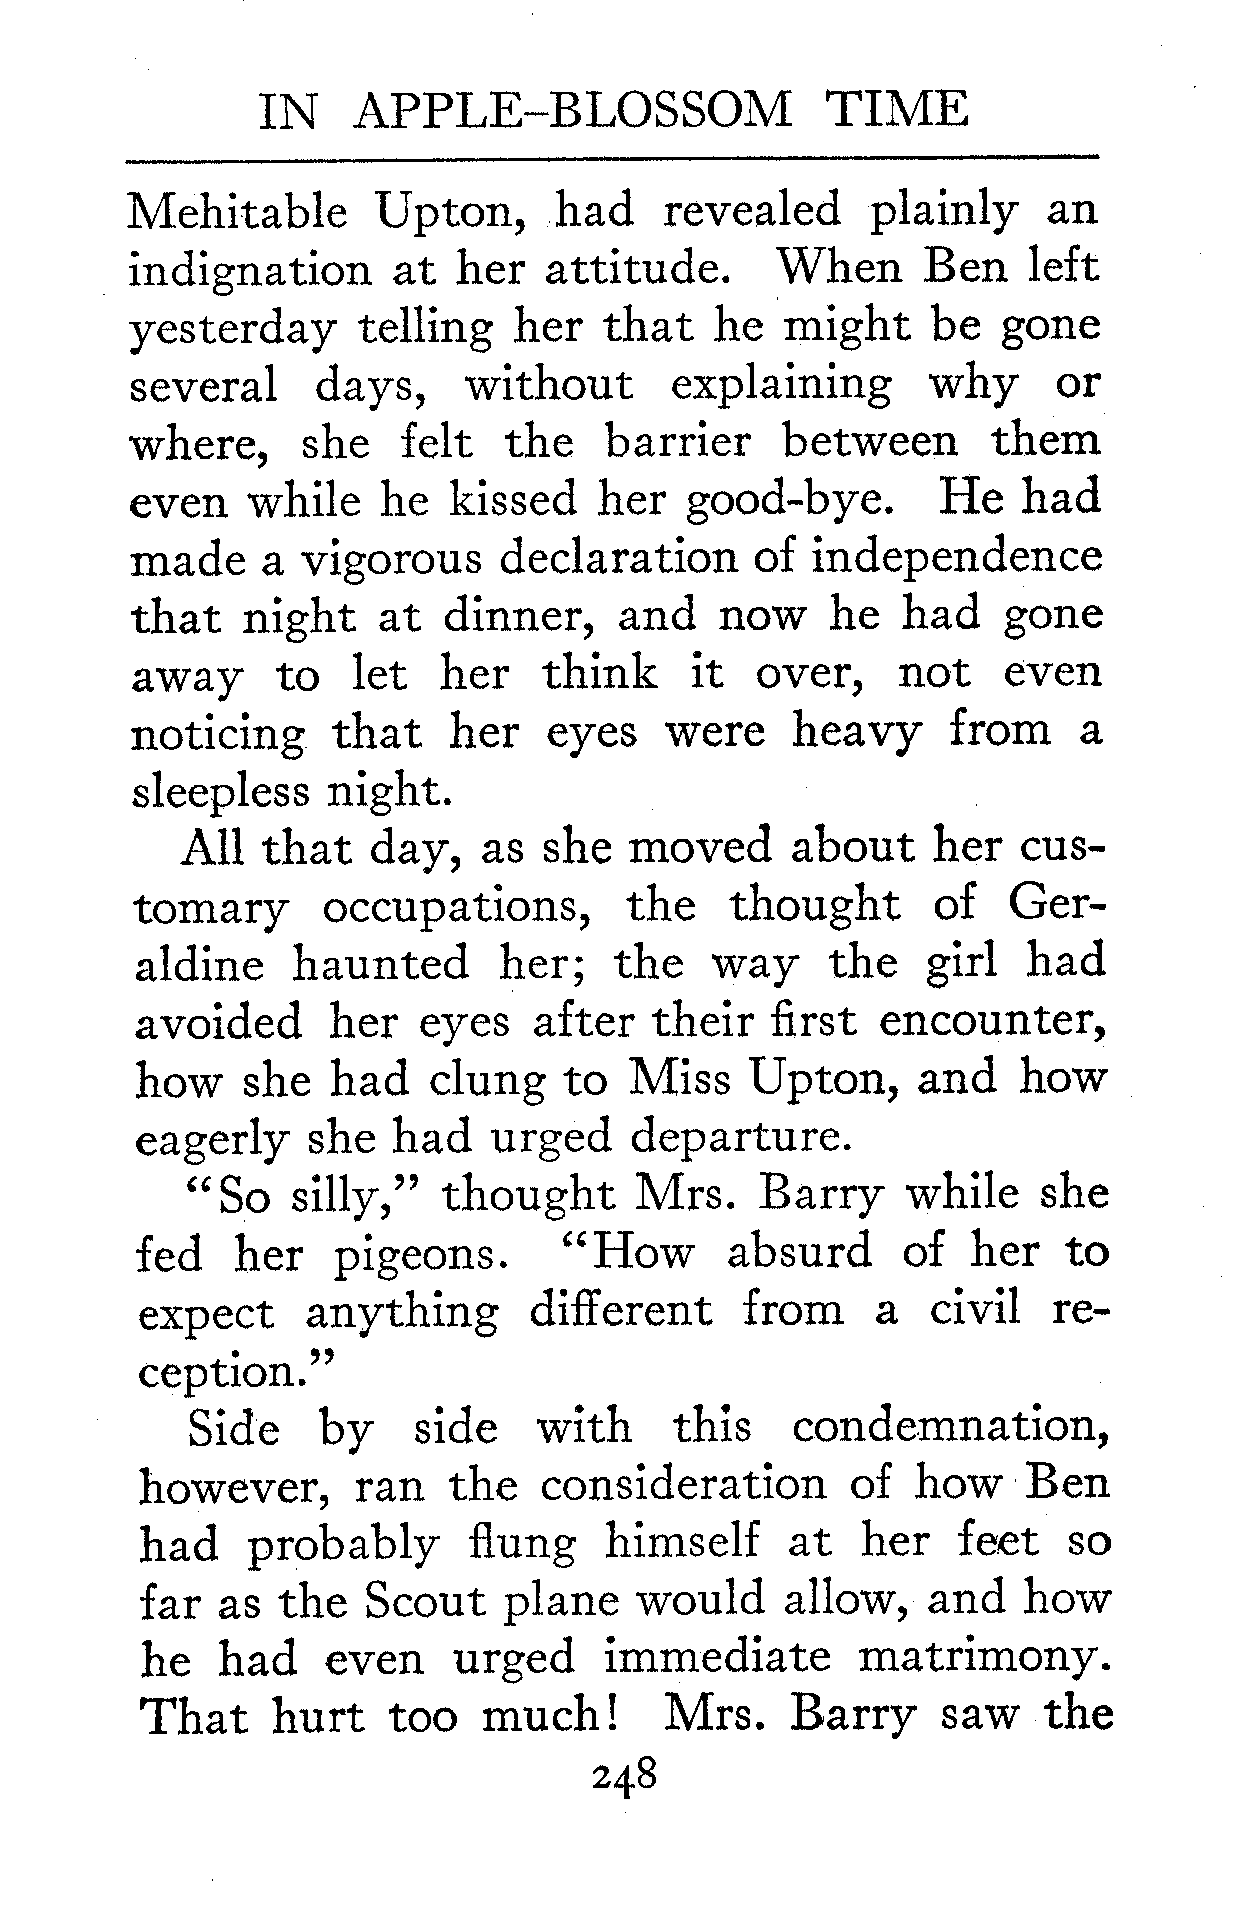 IN APPLE-BLOSSOM TIME
Mehitable Upton, had revealed plainly an
indignation at her attitude. When Ben left
yesterday telling her that he might be gone
several days, without explaining why or
where, she felt the barrier between them
even while he kissed her good-bye. He had
made a vigorous declaration of independence
that night at dinner, and now he had gone
away to let her think it over, not even
noticing that her eyes were heavy from a
sleepless night.
All that day, as she moved about her cus-
tomary occupations, the thought of Ger-
aldine haunted her; the way the girl had
avoided her eyes after their first encounter,
how she had clung to Miss Upton, and how
eagerly she had urged departure.
“So silly,” thought Mrs. Barry while she
fed her pigeons. “How absurd of her to
expect anything different from a civil re-
ception.”
Side by side with this condemnation,
however, ran the consideration of how Ben
had probably flung himself at her feet so
far as the Scout plane would allow, and how
he had even urged immediate matrimony.
That hurt too much! Mrs. Barry saw the
248